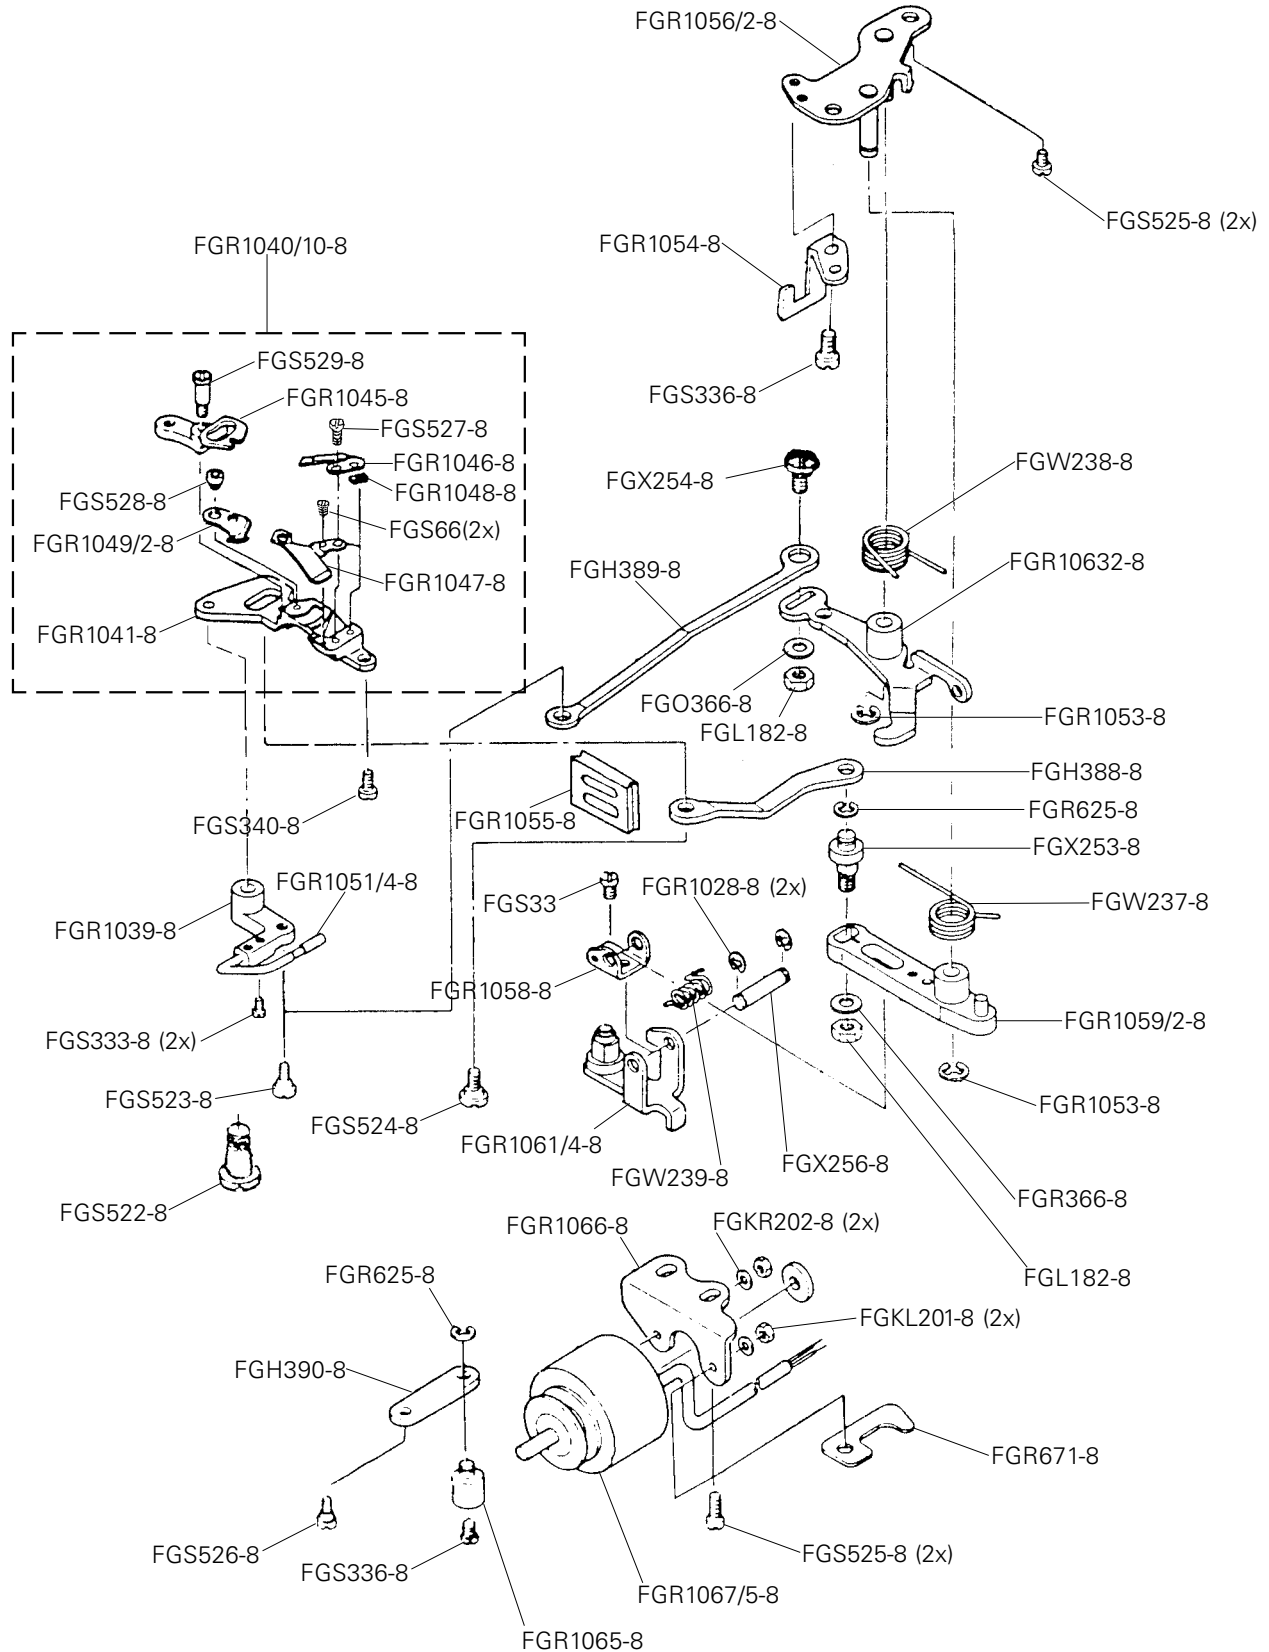 FGR1056/2-8
FGS525-8 (2x)
FGR1040/10-8
FGR1054-8
FGS529-8
FGR1045-8
FGS336-8
FGS527-8
FGR1046-8
FGW238-8
FGX254-8
FGR1048-8
FGS528-8
FGS66(2x)
FGR1049/2-8
FGR10632-8
FGH389-8
FGR1047-8
FGR1041-8
FGO366-8
FGR1053-8
FGL182-8
FGH388-8
FGR625-8
FGR1055-8
FGS340-8
FGX253-8
FGR1051/4-8
FGR1028-8 (2x)
FGW237-8
FGS33
FGR1039-8
FGR1058-8
FGR1059/2-8
FGS333-8 (2x)
FGS523-8
FGR1053-8
FGS524-8
FGR1061/4-8
FGX256-8
FGW239-8
FGR366-8
FGS522-8
FGR1066-8
FGKR202-8 (2x)
FGL182-8
FGR625-8
FGKL201-8 (2x)
FGH390-8
FGR671-8
FGS526-8
FGS525-8 (2x)
FGS336-8
FGR1067/5-8
FGR1065-8